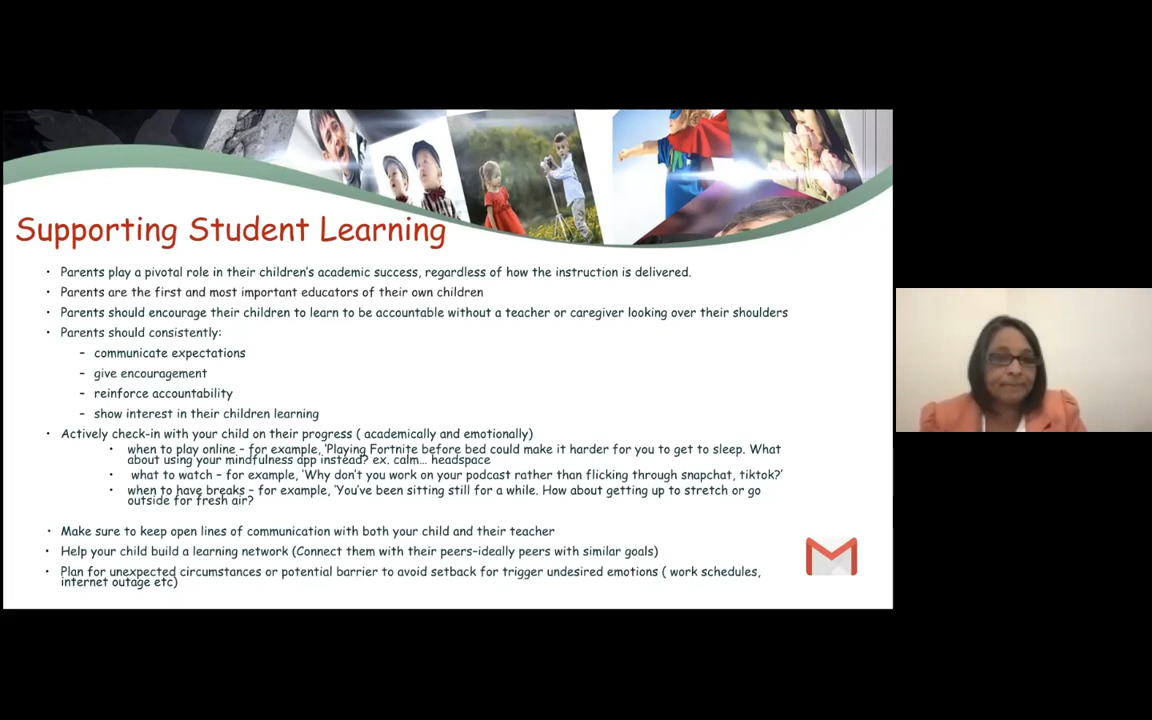 Supporting Student Learning
• Parents play a pivotal role in their children's academic success, regardless of how the instruction is delivered.
• Parents are the first and most important educators of their own children
• Parents should encourage their children to learn to be accountable without a teacher or caregiver looking over their shoulders
• Parents should consistently:
– communicate expectations
– give encouragement
– reinforce accountability
– show interest in their children learning
• Actively check-in with your child on their progress ( academically and emotionally)
• when to play online – for example, 'Playing Fortnite before bed could make it harder for you to get to sleep. What
about using your mindfulness app instead? ex. calm... headspace
• what to watch – for example, 'Why don't you work on your podcast rather than flicking through snapchat, tiktok?'
• when to have breaks – for example, 'You've been sitting still for a while. How about getting up to stretch or go
outside for fresh air?
• Make sure to keep open lines of communication with both your child and their teacher
• Help your child build a learning network (Connect them with their peers–ideally peers with similar goals)
• Plan for unexpected circumstances or potential barrier to avoid setback for trigger undesired emotions ( work schedules,
internet outage etc)